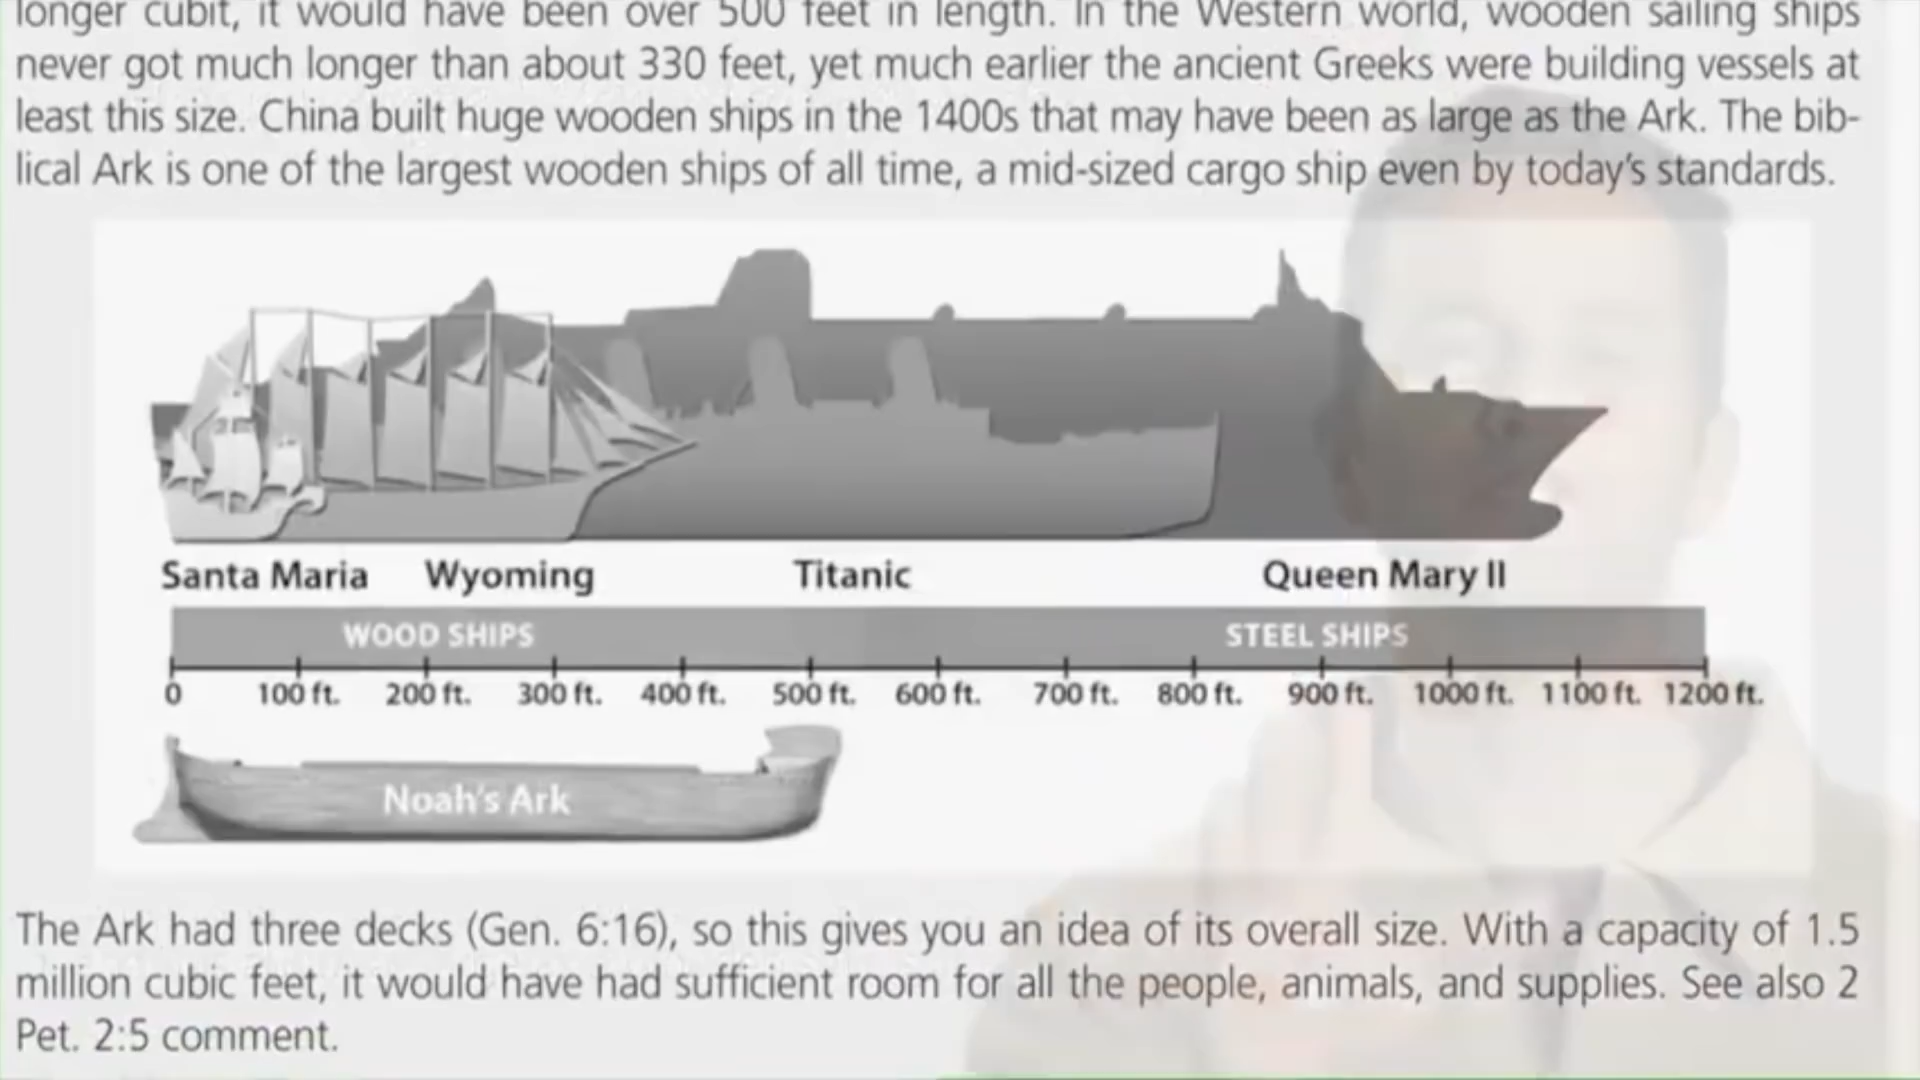 longer cubit, it would have been over 500 feet in length. In the Western world, wooden sailing ships
never got much longer than about 330 feet, yet much earlier the ancient Greeks were building vessels at
least this size. China built huge wooden ships in the 1400s that may have been as large as the Ark. The bib-
lical Ark is one of the largest wooden ships of all time, a mid-sized cargo ship even by today's standards.
Santa Maria Wyoming Titanic Queen Mary II
WOOD SHIPS STEEL SHIPS
0 100 ft. 200 ft. 300 ft. 400 ft. 500 ft. 600 ft. 700 ft. 800 ft. 900 ft. 1000 ft. 1100 ft. 1200 ft.
Noah's Ark
The Ark had three decks (Gen. 6:16), so this gives you an idea of its overall size. With a capacity of 1.5
million cubic feet, it would have had sufficient room for all the people, animals, and supplies. See also 2
Pet. 2:5 comment.